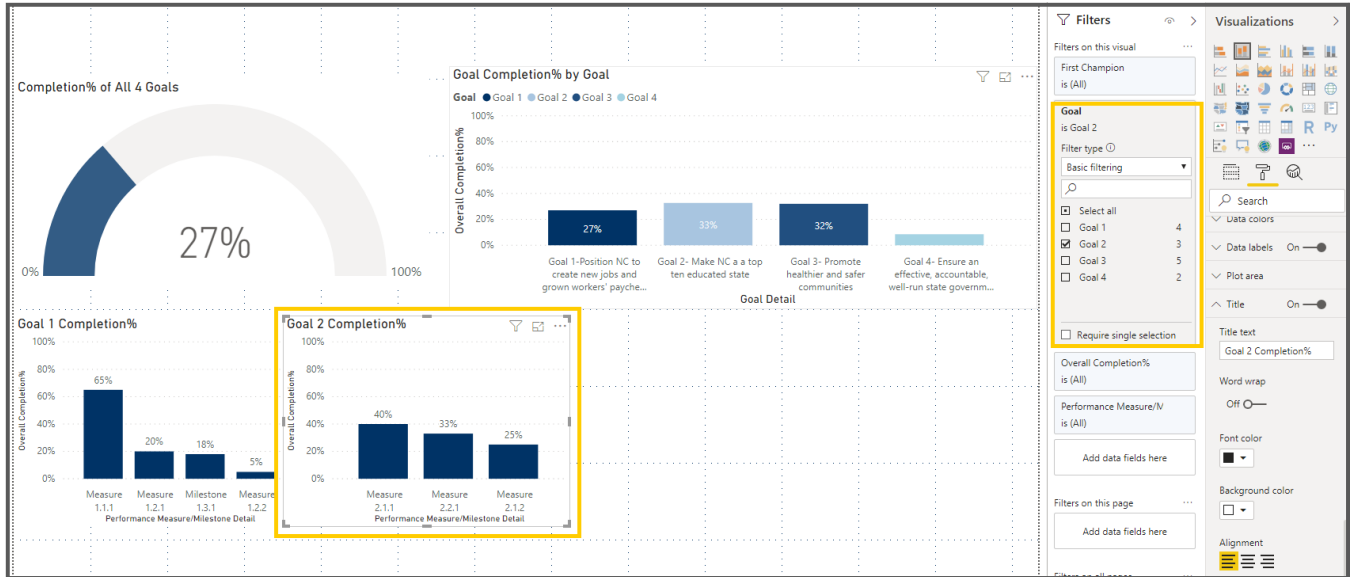 Completion% of All 4 Goals
27%
0%
100%
Goal Completion% by Goal
Goal Goal 1 Goal 2 Goal 3 Goal 4
Overall Completion%
100%
80%
60%
40%
20%
0%
27%
33%
32%
Goal 1-Position NC to
create new jobs and
grown workers' payche...
Goal 2- Make NC a a top
ten educated state
Goal 3- Promote
healthier and safer
communities
Goal 4- Ensure an
effective, accountable,
well-run state governm...
Goal Detail
Goal 1 Completion%
Overall Completion%
100%
80%
60%
40%
20%
0%
65%
20%
18%
5%
Measure
1.1.1
Measure
1.2.1
Milestone
1.3.1
Measure
1.2.2
Performance Measure/Milestone Detail
Goal 2 Completion%
Overall Completion%
100%
80%
60%
40%
20%
0%
40%
33%
25%
Measure
2.1.1
Measure
2.2.1
Measure
2.1.2
Performance Measure/Milestone Detail
Filters
Filters on this visual
First Champion
is (All)
Goal
is Goal 2
Filter type
Basic filtering
Select all
Goal 1 4
Goal 2 3
Goal 3 5
Goal 4 2
Require single selection
Overall Completion%
is (All)
Performance Measure/M
is (All)
Add data fields here
Filters on this page
Add data fields here
Visualizations
R Py
Search
Data colors
Data labels On
Plot area
Title On
Title text
Goal 2 Completion%
Word wrap
Off
Font color
Background color
Alignment